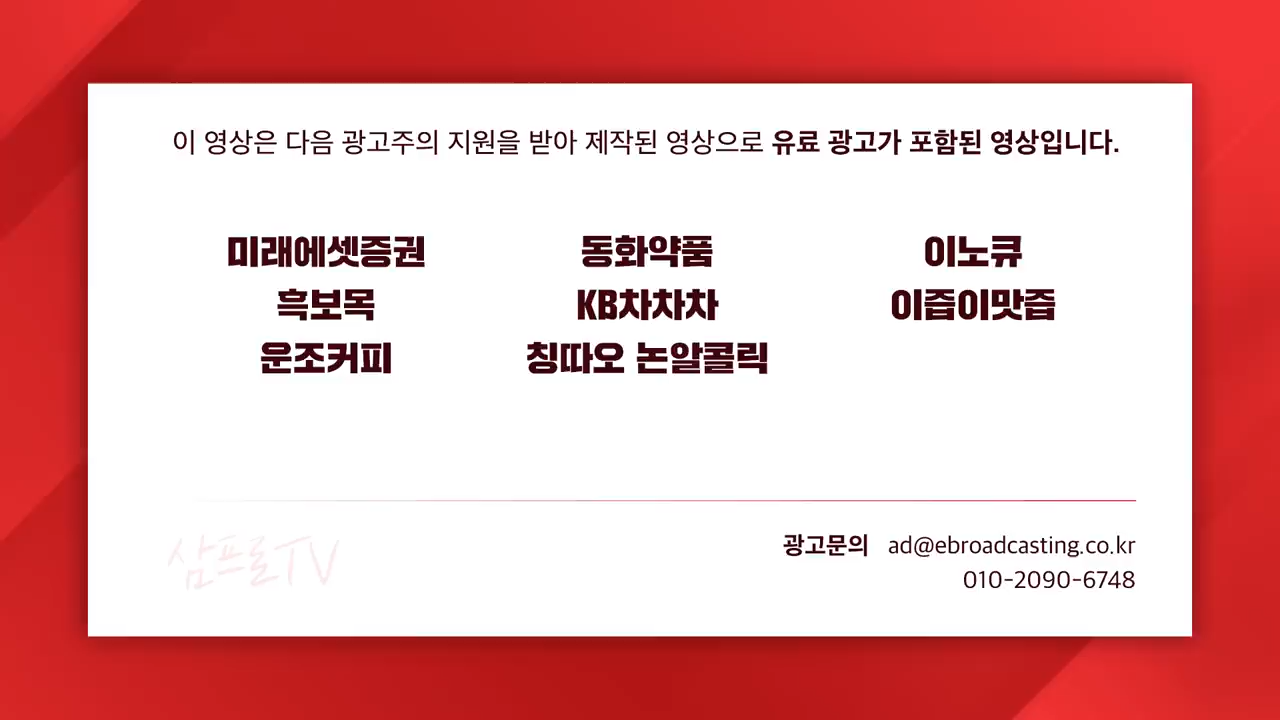 이 영상은 다음 광고주의 지원을 받아 제작된 영상으로 유료 광고가 포함된 영상입니다.
미래에셋증권 동화약품 이노큐
흑보목 KB차차차 이즙이맛즙
운조커피 칭따오 논알콜릭
삼프로TV
광고문의 ad@ebroadcasting.co.kr
010-2090-6748